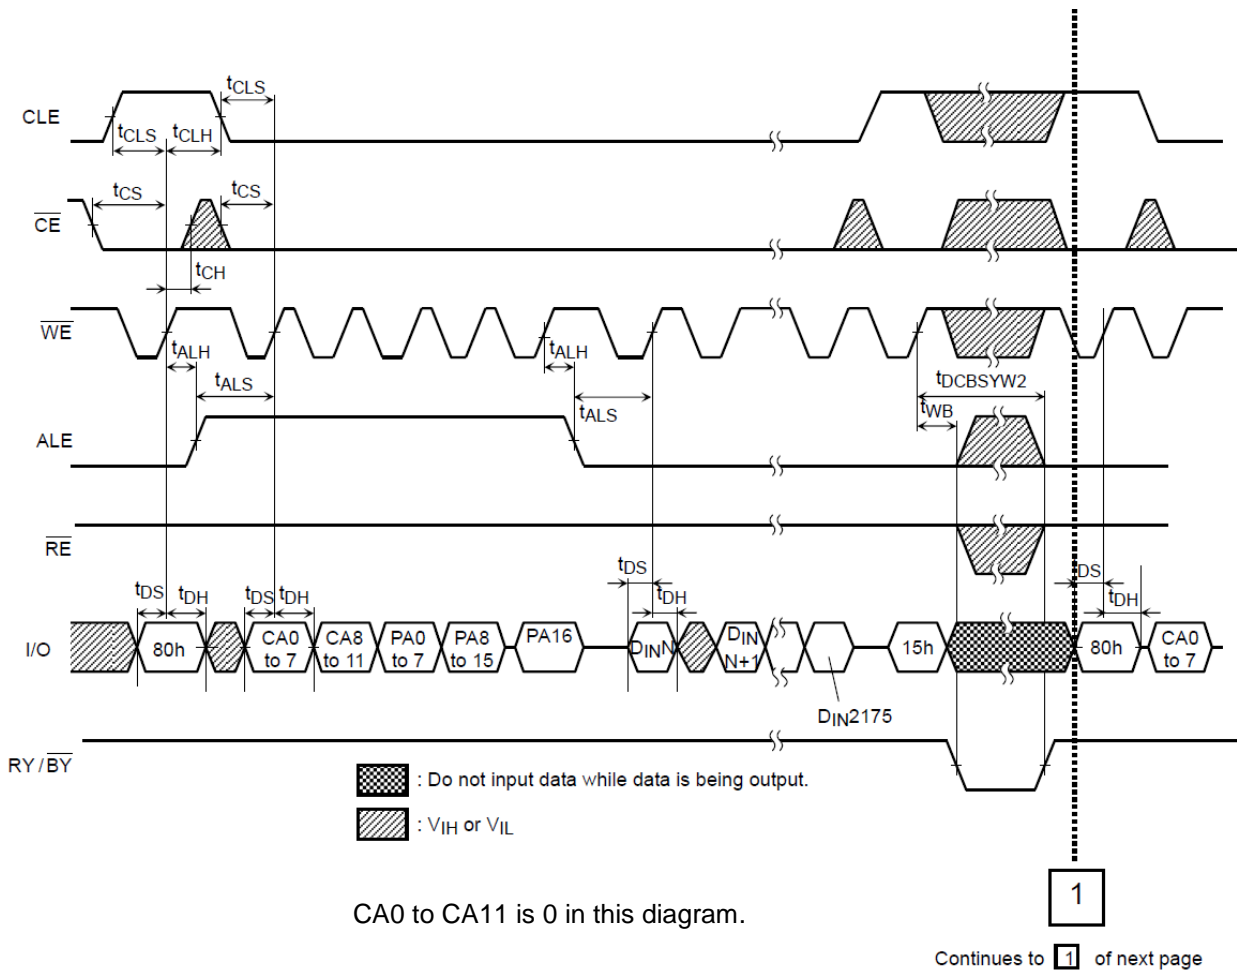 tCLS
CLE
tCLS tCLH
tCS tCS
CE
tCH
WE
tALH tALH
tDCBSYW2
tALS tALS tWB
ALE
RE
tDS DS
tDS tDH tDS tDH tDH tDH
I/O 80h CA0 to 7 CA8 to 11 PA0 to 7 PA8 to 15 PA16 DINN DIN N+1 15h 80h CA0 to 7
DIN2175
RY/BY
: Do not input data while data is being output.
: VIH or VIL
1
CA0 to CA11 is 0 in this diagram.
Continues to 1 of next page